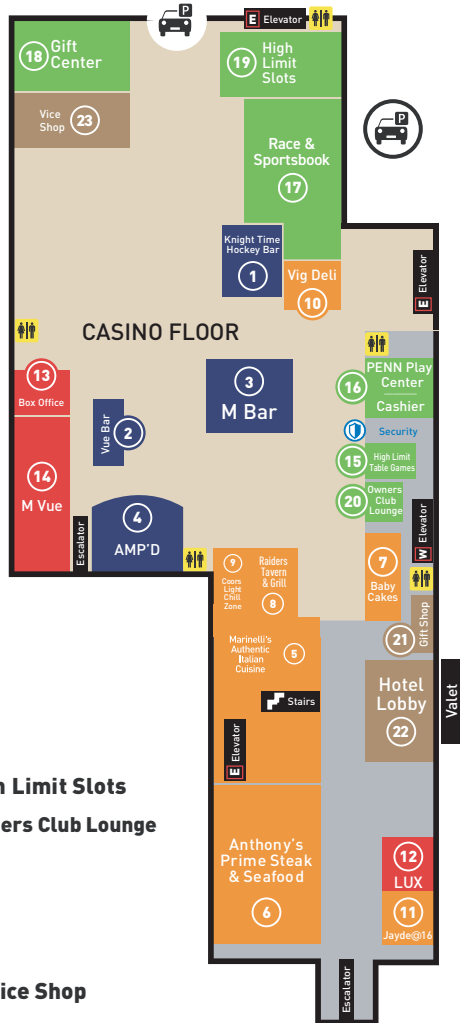 P
E Elevator
18 Gift
Center
19 High
Limit
Slots
Vice
Shop 23
P
Race &
Sportsbook
17
Knight Time
Hockey Bar
1
Vig Deli
10
E Elevator
CASINO FLOOR
13
Box Office
3
M Bar
PENN Play
Center
16
Cashier
Vue Bar
2
Security
14
M Vue
15 High Limit
Table Games
20 Owners
Club
Lounge
4
AMP'D
Escalator
W Elevator
9
Coors
Light
Chill
Zone
Raiders
Tavern
& Grill
8
7
Baby
Cakes
21
Gift Shop
Marinelli's
Authentic
Italian
Cuisine
5
Hotel
Lobby
22
Valet
Stairs
E Elevator
h Limit Slots
ers Club Lounge
Anthony's
Prime Steak
& Seafood
6
12
LUX
11
Jayde@16
ice Shop
Escalator